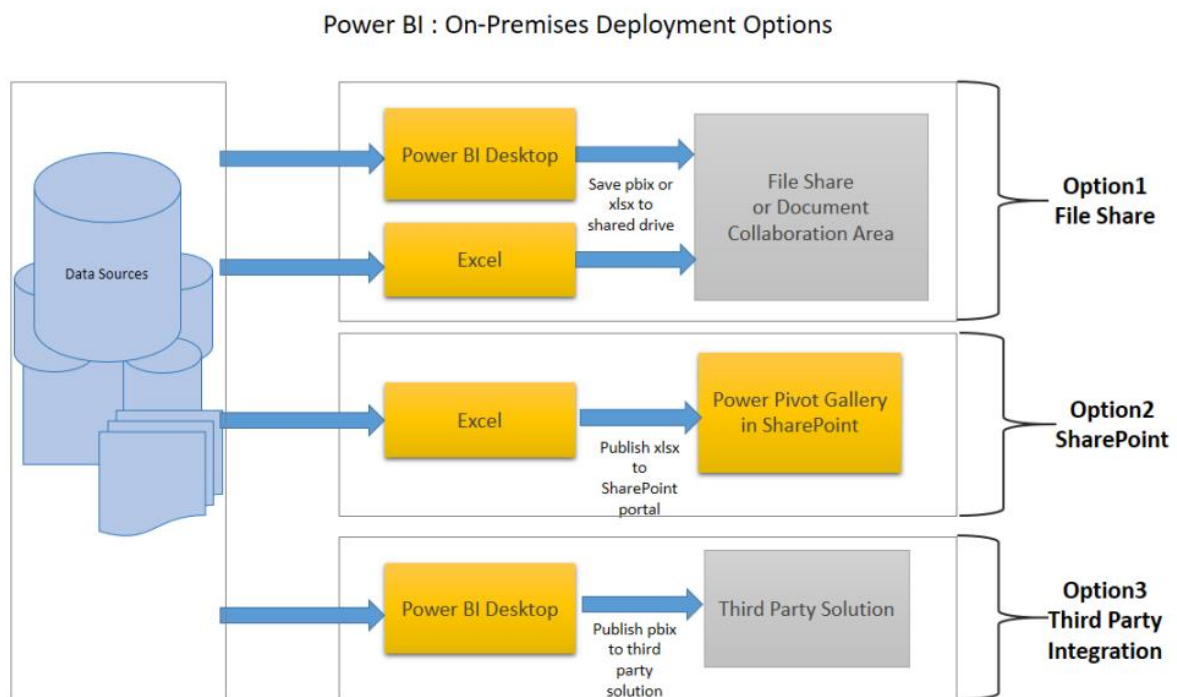 Power BI : On-Premises Deployment Options
Data Sources
Power BI Desktop
Save pbix or
xlsx to
shared drive
Excel
File Share
or Document
Collaboration Area
Option1
File Share
Excel
Publish xlsx
to
SharePoint
portal
Power Pivot Gallery
in SharePoint
Option2
SharePoint
Power BI Desktop
Publish pbix
to third
party
solution
Third Party Solution
Option3
Third Party
Integration